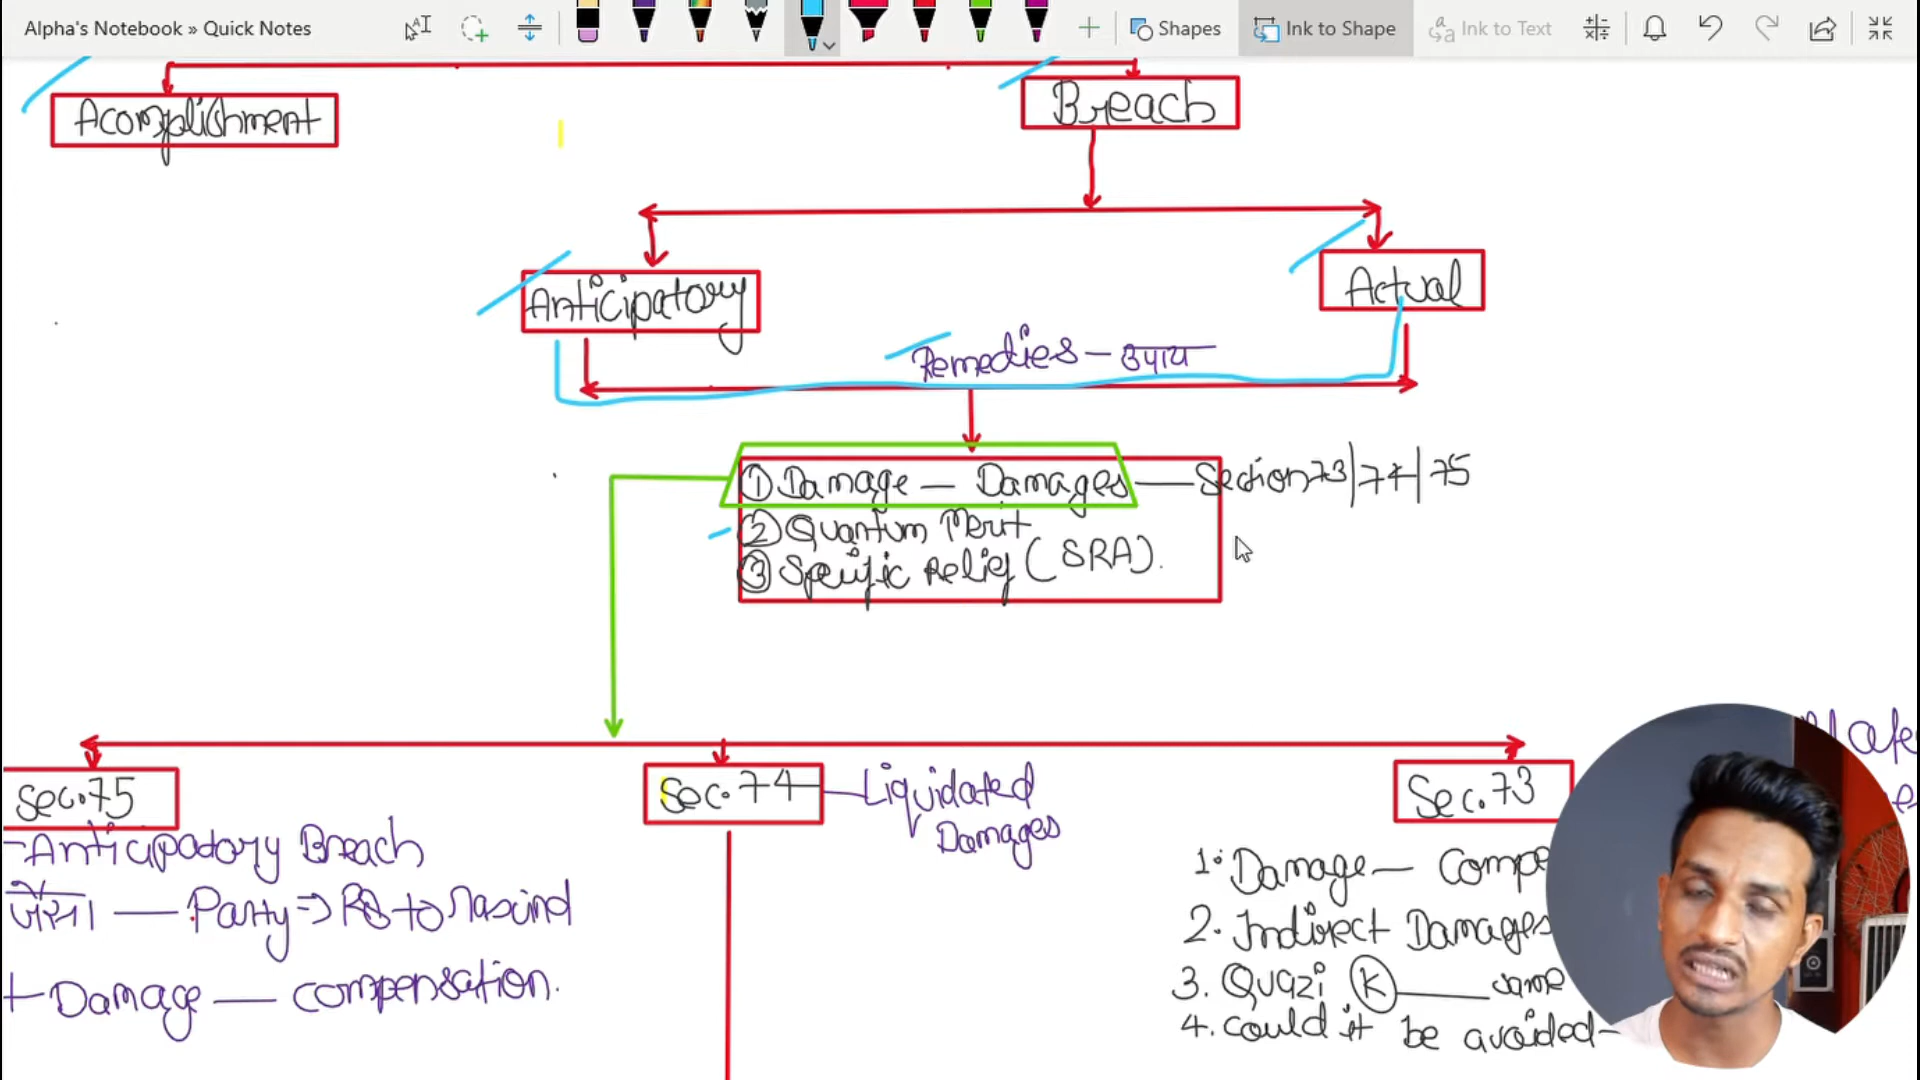 Alpha's Notebook » Quick Notes
Shapes
Ink to Shape
Ink to Text
Acomplishment
Breach
Anticipatory
Actual
Remedies — उपाय
① Damage — Damages — Section 73|74|75
② Quantum Merit
③ Specific Relief (SRA).
Sec. 75
Sec. 74 — Liquidated
Damages
Sec. 73
- Anticipatory Breach
— Party => to rascind
+ Damage — compensation.
1. Damage — Compe
2. Indirect Damages
3. Quazi Ⓚ — same
4. could it be avoided -